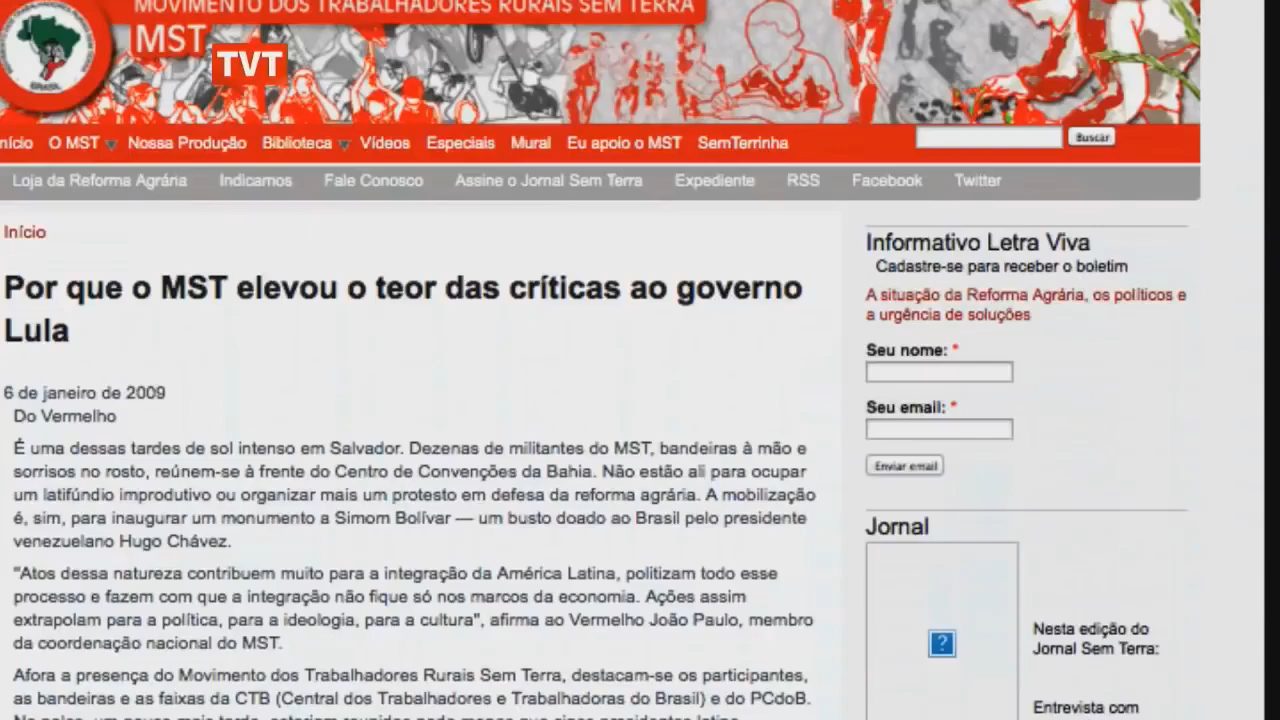 MOVIMENTO DOS TRABALHADORES RURAIS SEM TERRA
MST
TVT
BRASIL
Início O MST Nossa Produção Biblioteca Vídeos Especiais Mural Eu apoio o MST SemTerrinha
Buscar
Loja da Reforma Agrária Indicamos Fale Conosco Assine o Jornal Sem Terra Expediente RSS Facebook Twitter
Início
Por que o MST elevou o teor das críticas ao governo
Lula
6 de janeiro de 2009
Do Vermelho
É uma dessas tardes de sol intenso em Salvador. Dezenas de militantes do MST, bandeiras à mão e
sorrisos no rosto, reúnem-se à frente do Centro de Convenções da Bahia. Não estão ali para ocupar
um latifúndio improdutivo ou organizar mais um protesto em defesa da reforma agrária. A mobilização
é, sim, para inaugurar um monumento a Simom Bolívar — um busto doado ao Brasil pelo presidente
venezuelano Hugo Chávez.
"Atos dessa natureza contribuem muito para a integração da América Latina, politizam todo esse
processo e fazem com que a integração não fique só nos marcos da economia. Ações assim
extrapolam para a política, para a ideologia, para a cultura", afirma ao Vermelho João Paulo, membro
da coordenação nacional do MST.
Afora a presença do Movimento dos Trabalhadores Rurais Sem Terra, destacam-se os participantes,
as bandeiras e as faixas da CTB (Central dos Trabalhadores e Trabalhadoras do Brasil) e do PCdoB.
Informativo Letra Viva
Cadastre-se para receber o boletim
A situação da Reforma Agrária, os políticos e
a urgência de soluções
Seu nome: *
Seu email: *
Enviar email
Jornal
?
Nesta edição do
Jornal Sem Terra:
Entrevista com